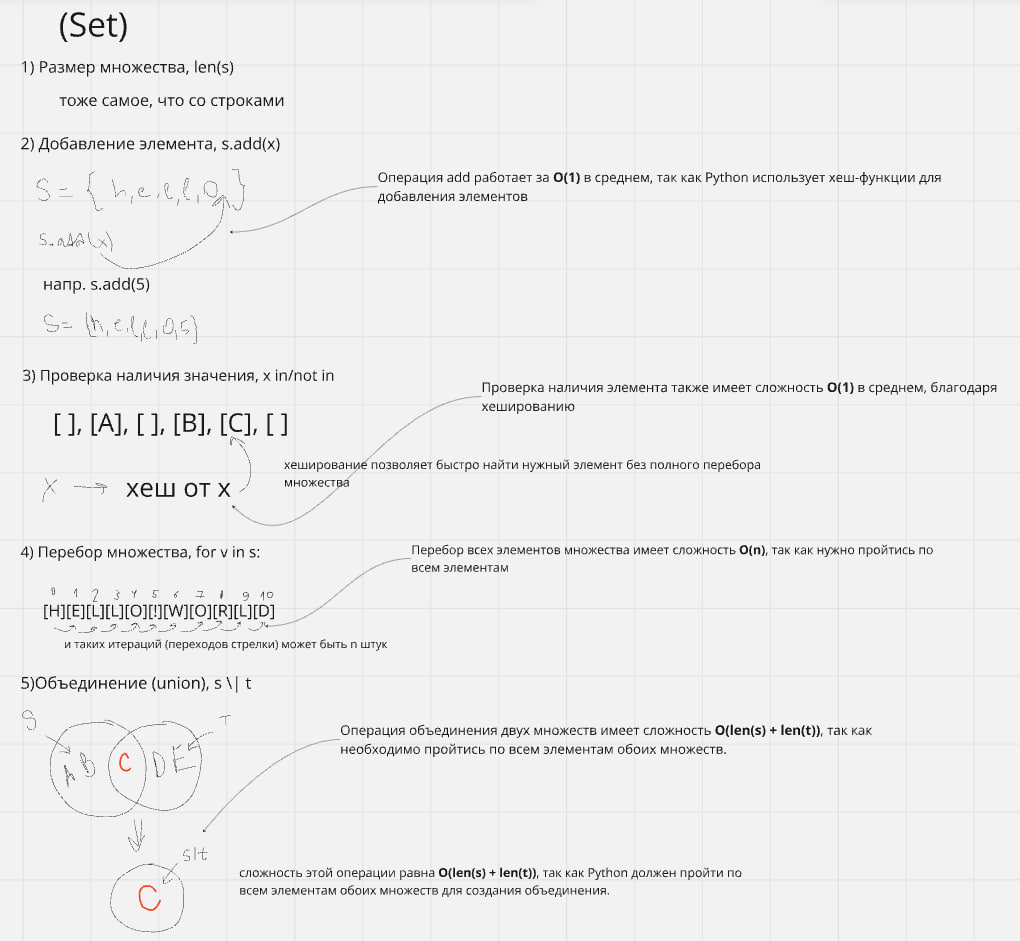 (Set)
1) Размер множества, len(s)
тоже самое, что со строками
2) Добавление элемента, s.add(x)
S = { h, e, l, l, O, }
Операция add работает за O(1) в среднем, так как Python использует хеш-функции для
добавления элементов
s.add(x)
напр. s.add(5)
S = {h, e, l, l, O, 5}
3) Проверка наличия значения, x in/not in
Проверка наличия элемента также имеет сложность O(1) в среднем, благодаря
хешированию
[ ], [A], [ ], [B], [C], [ ]
хеширование позволяет быстро найти нужный элемент без полного перебора
множества
X → хеш от x
4) Перебор множества, for v in s:
Перебор всех элементов множества имеет сложность O(n), так как нужно пройтись по
всем элементам
0 1 2 3 4 5 6 7 8 9 10
[H][E][L][L][O][!][W][O][R][L][D]
и таких итераций (переходов стрелки) может быть n штук
5)Объединение (union), s \| t
S
T
Операция объединения двух множеств имеет сложность O(len(s) + len(t)), так как
необходимо пройтись по всем элементам обоих множеств.
A B C D E
s|t
сложность этой операции равна O(len(s) + len(t)), так как Python должен пройти по
всем элементам обоих множеств для создания объединения.
C